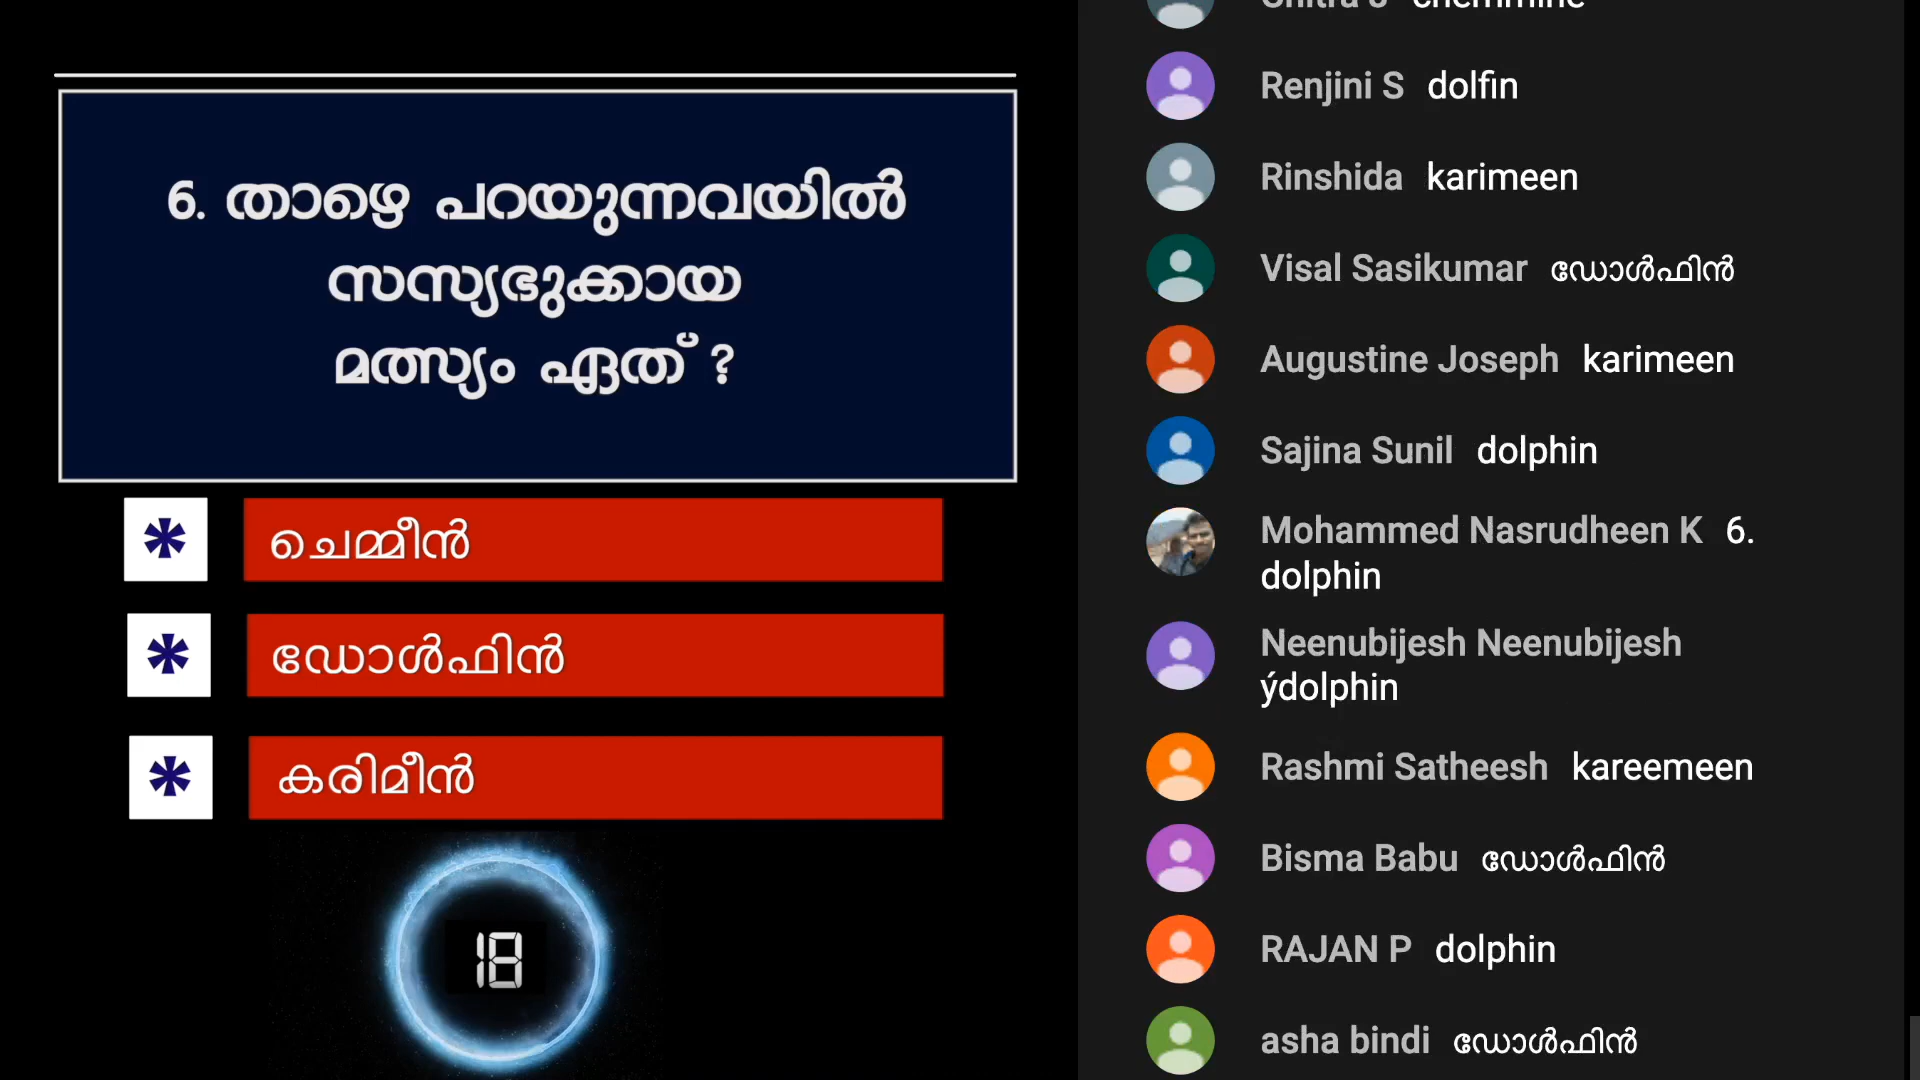 6. താഴെ പറയുന്നവയിൽ
സസ്യഭുക്കായ
മത്സ്യം ഏത് ?
* ചെമ്മീൻ
* ഡോൾഫിൻ
* കരിമീൻ
18
Chitra S chemmine
Renjini S dolfin
Rinshida karimeen
Visal Sasikumar ഡോൾഫിൻ
Augustine Joseph karimeen
Sajina Sunil dolphin
Mohammed Nasrudheen K 6.
dolphin
Neenubijesh Neenubijesh
ýdolphin
Rashmi Satheesh kareemeen
Bisma Babu ഡോൾഫിൻ
RAJAN P dolphin
asha bindi ഡോൾഫിൻ